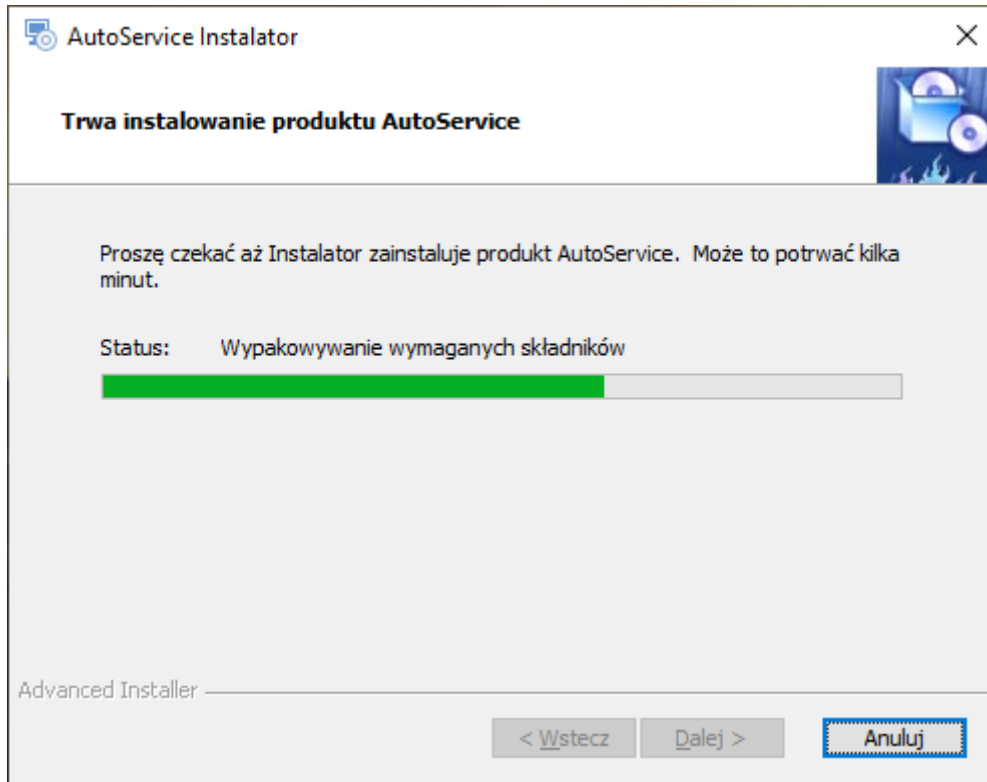 AutoService Instalator
Trwa instalowanie produktu AutoService
Proszę czekać aż Instalator zainstaluje produkt AutoService. Może to potrwać kilka
minut.
Status: Wypakowywanie wymaganych składników
Advanced Installer
< Wstecz Dalej > Anuluj